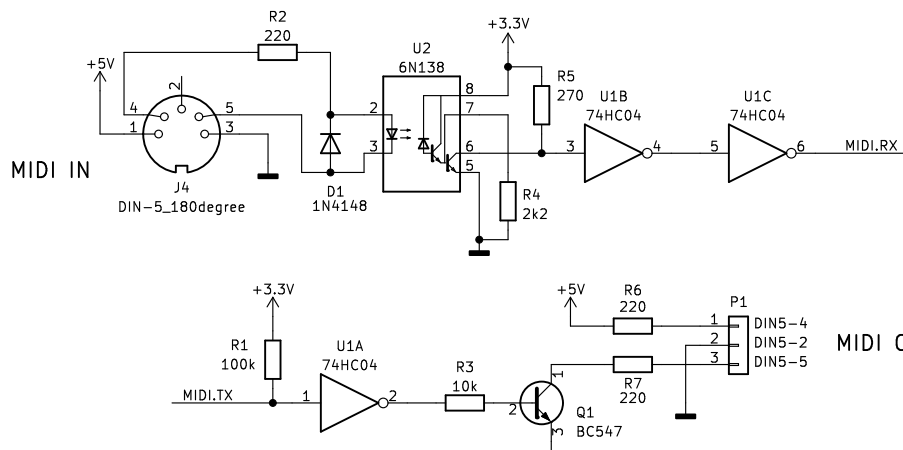 R2
220
+5V
4
1
2
5
3
MIDI IN
J4
DIN-5_180degree
D1
1N4148
U2
6N138
2
3
8
7
6
5
+3.3V
R5
270
R4
2k2
U1B
74HC04
3
4
U1C
74HC04
5
6
MIDI.RX
+3.3V
R1
100k
MIDI.TX
U1A
74HC04
1
2
R3
10k
2
1
3
Q1
BC547
+5V
R6
220
R7
220
P1
1
2
3
DIN5-4
DIN5-2
DIN5-5
MIDI